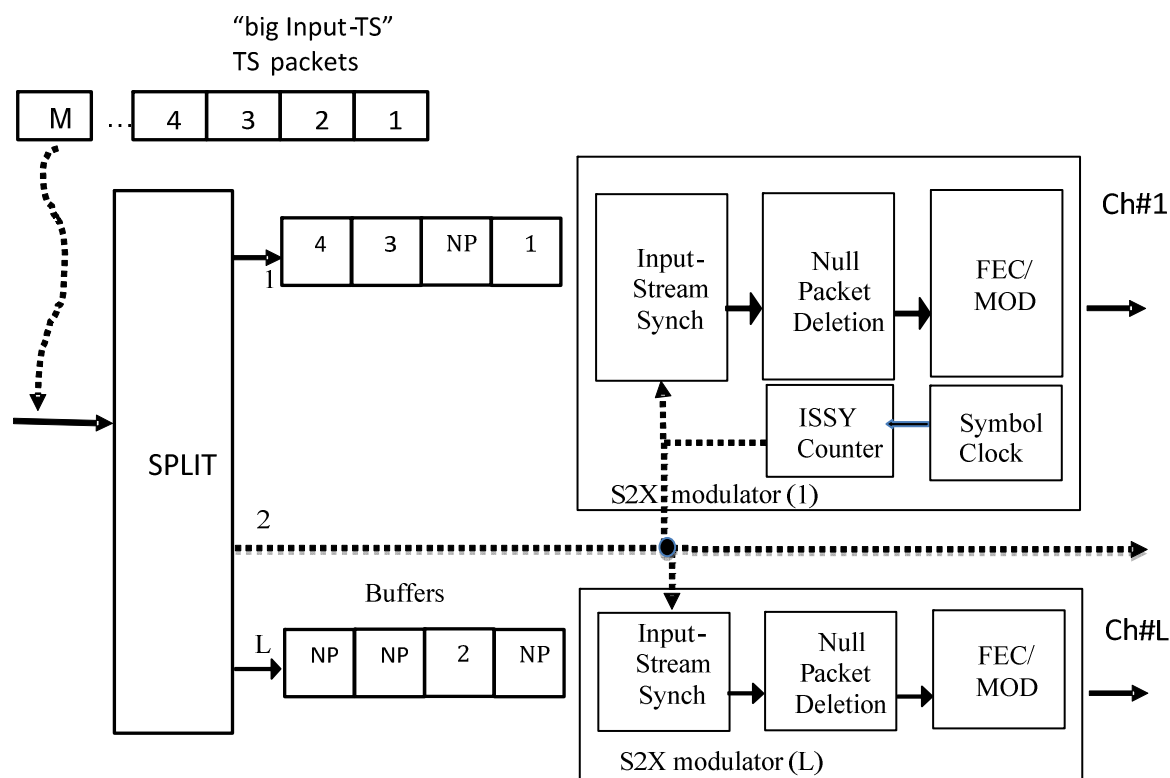 “big Input-TS”
TS packets
M ... 4 3 2 1
SPLIT
1
4 3 NP 1
Input-
Stream
Synch
Null
Packet
Deletion
FEC/
MOD
Ch#1
ISSY
Counter
Symbol
Clock
S2X modulator (1)
2
Buffers
L
NP NP 2 NP
Input-
Stream
Synch
Null
Packet
Deletion
FEC/
MOD
Ch#L
S2X modulator (L)